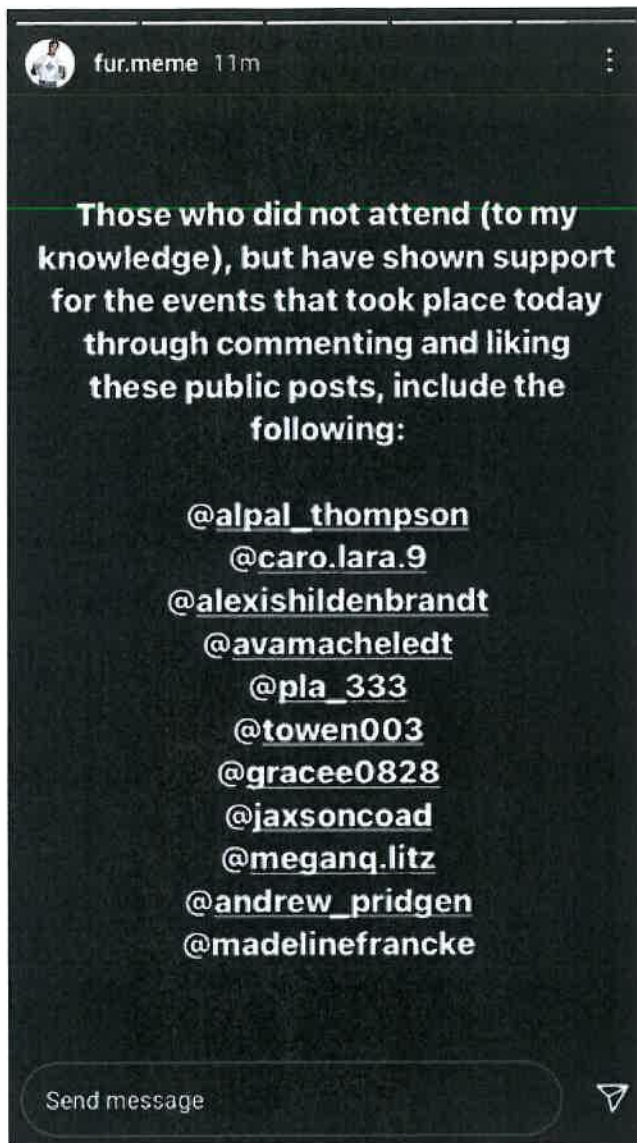 fur.meme 11m
Those who did not attend (to my
knowledge), but have shown support
for the events that took place today
through commenting and liking
these public posts, include the
following:
@alpal_thompson
@caro.lara.9
@alexishildenbrandt
@avamacheledt
@pla_333
@towen003
@gracee0828
@jaxsoncoad
@meganq.litz
@andrew_pridgen
@madelinefrancke
Send message